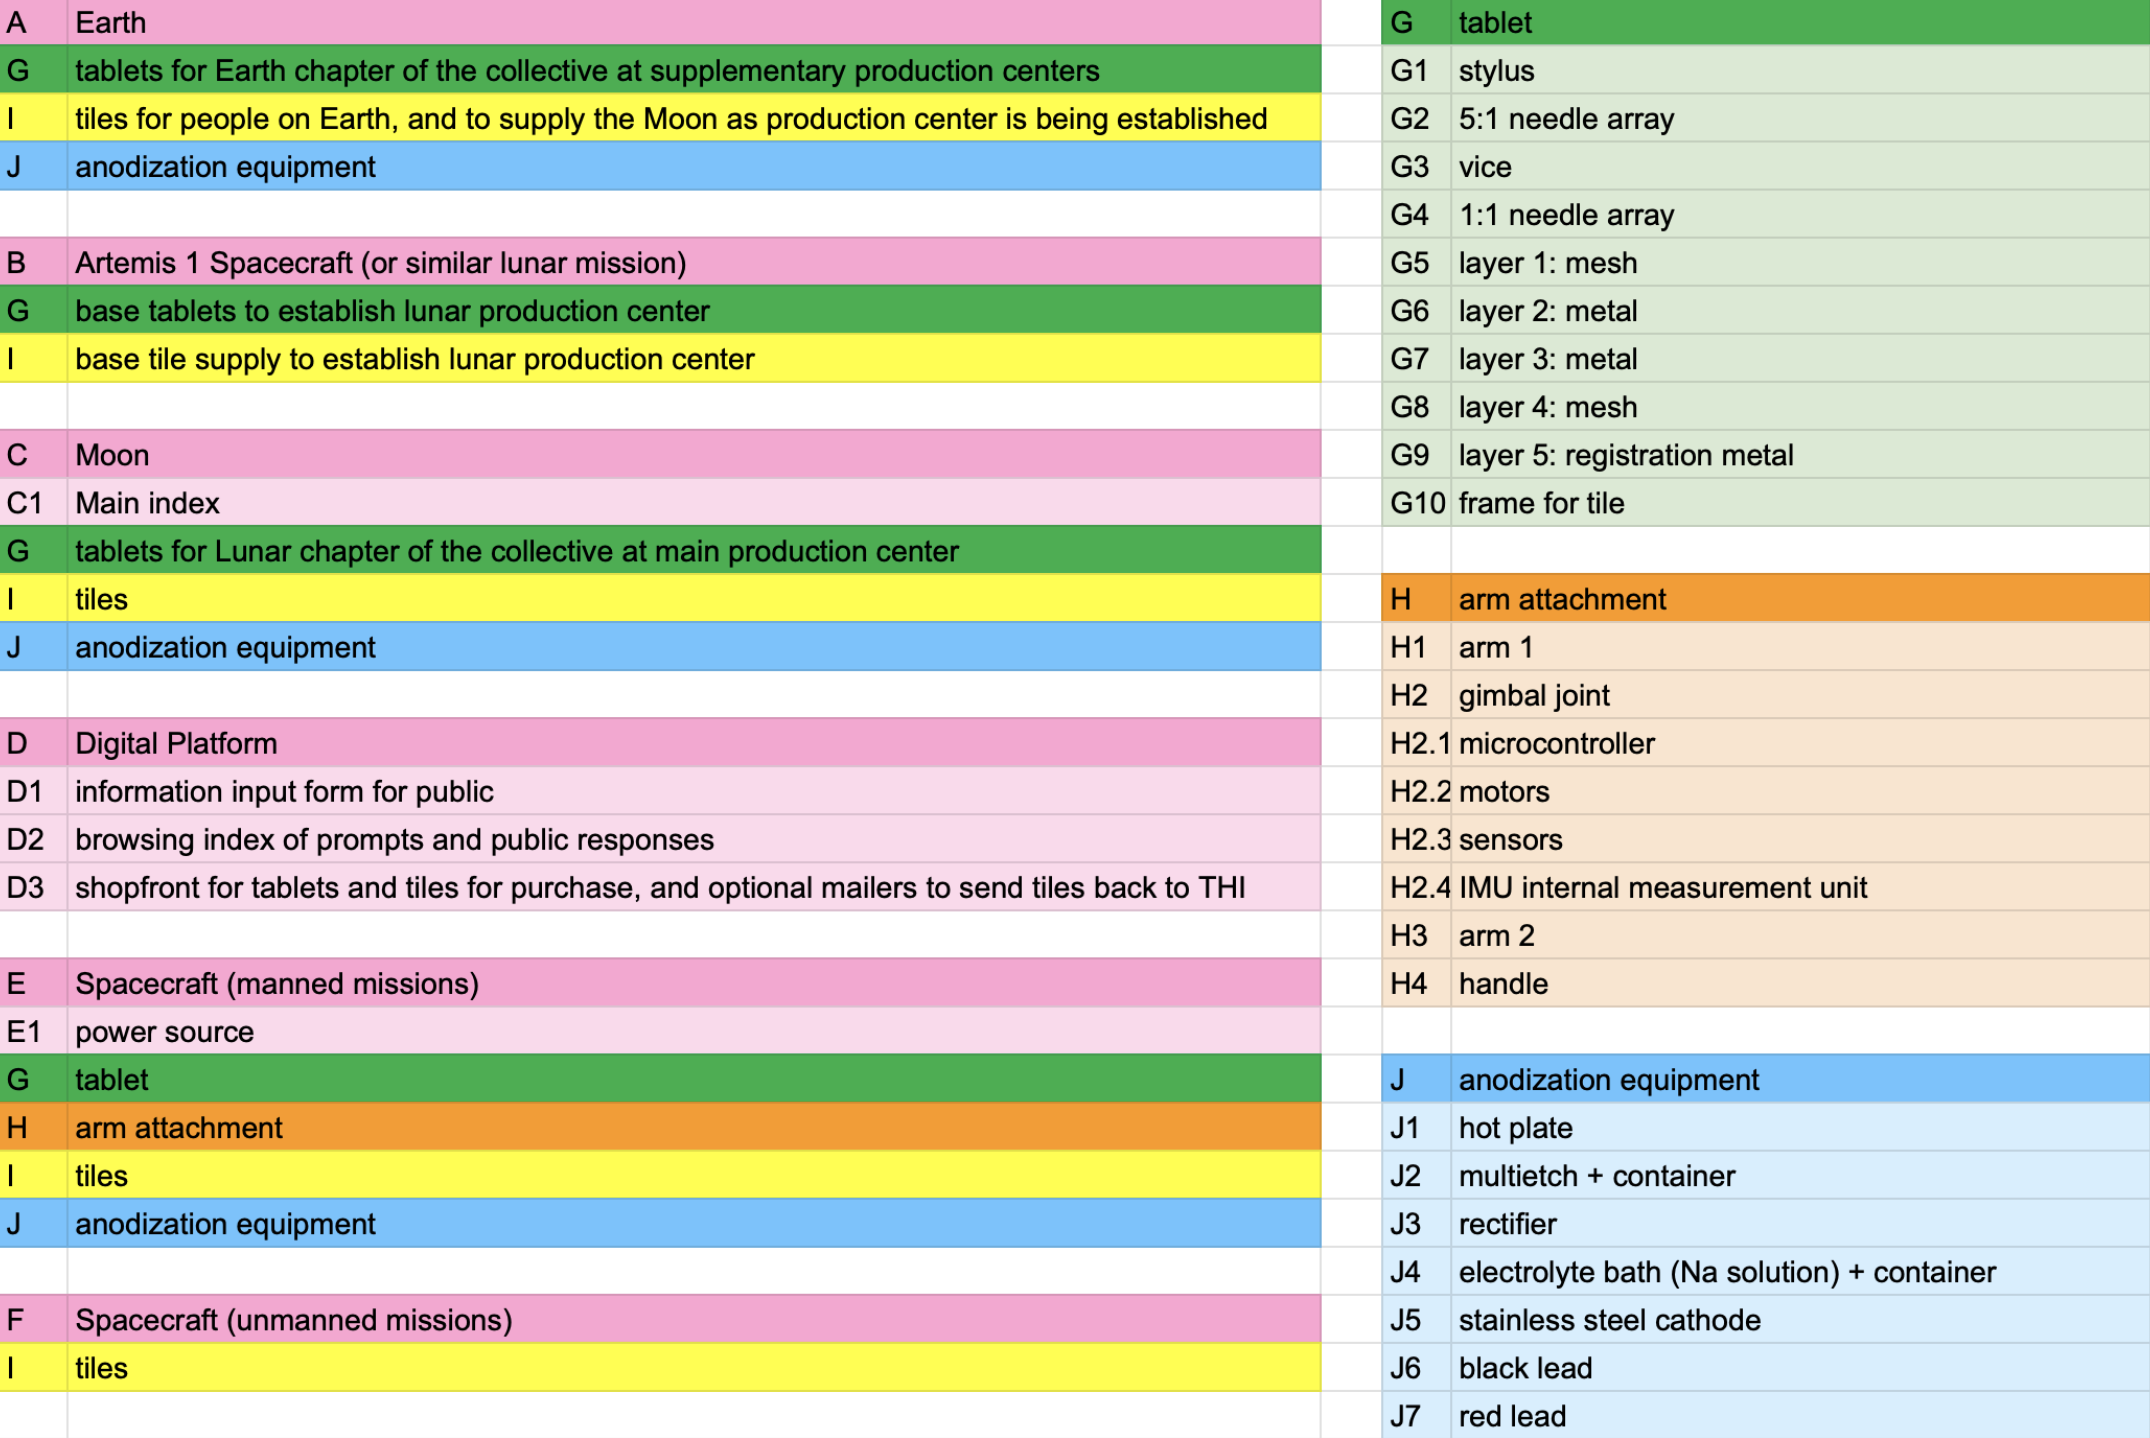 A Earth
G tablets for Earth chapter of the collective at supplementary production centers
I tiles for people on Earth, and to supply the Moon as production center is being established
J anodization equipment
B Artemis 1 Spacecraft (or similar lunar mission)
G base tablets to establish lunar production center
I base tile supply to establish lunar production center
C Moon
C1 Main index
G tablets for Lunar chapter of the collective at main production center
I tiles
J anodization equipment
D Digital Platform
D1 information input form for public
D2 browsing index of prompts and public responses
D3 shopfront for tablets and tiles for purchase, and optional mailers to send tiles back to THI
E Spacecraft (manned missions)
E1 power source
G tablet
H arm attachment
I tiles
J anodization equipment
F Spacecraft (unmanned missions)
I tiles
G tablet
G1 stylus
G2 5:1 needle array
G3 vice
G4 1:1 needle array
G5 layer 1: mesh
G6 layer 2: metal
G7 layer 3: metal
G8 layer 4: mesh
G9 layer 5: registration metal
G10 frame for tile
H arm attachment
H1 arm 1
H2 gimbal joint
H2.1 microcontroller
H2.2 motors
H2.3 sensors
H2.4 IMU internal measurement unit
H3 arm 2
H4 handle
J anodization equipment
J1 hot plate
J2 multietch + container
J3 rectifier
J4 electrolyte bath (Na solution) + container
J5 stainless steel cathode
J6 black lead
J7 red lead